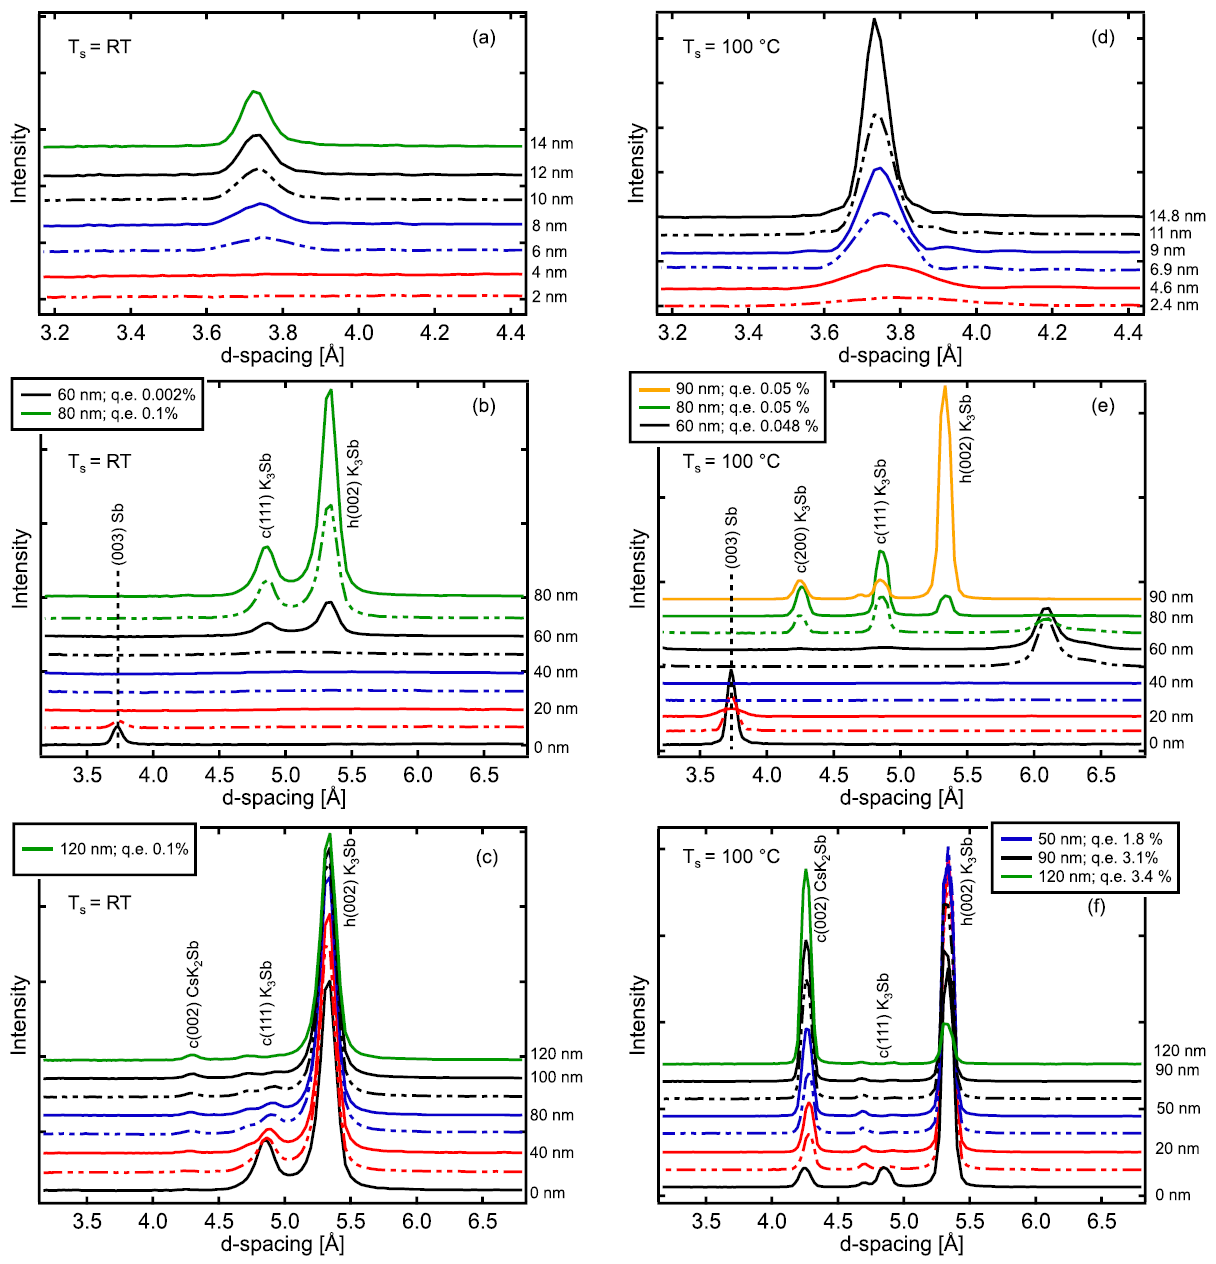 Tₛ = RT
(a)
Intensity
14 nm
12 nm
10 nm
8 nm
6 nm
4 nm
2 nm
3.2 3.4 3.6 3.8 4.0 4.2 4.4
d-spacing [Å]
Tₛ = 100 °C
(d)
Intensity
14.8 nm
11 nm
9 nm
6.9 nm
4.6 nm
2.4 nm
3.2 3.4 3.6 3.8 4.0 4.2 4.4
d-spacing [Å]
60 nm; q.e. 0.002%
80 nm; q.e. 0.1%
(b)
Tₛ = RT
(003) Sb
c(111) K₃Sb
h(002) K₃Sb
Intensity
80 nm
60 nm
40 nm
20 nm
0 nm
3.5 4.0 4.5 5.0 5.5 6.0 6.5
d-spacing [Å]
90 nm; q.e. 0.05 %
80 nm; q.e. 0.05 %
60 nm; q.e. 0.048 %
(e)
Tₛ = 100 °C
(003) Sb
c(200) K₃Sb
c(111) K₃Sb
h(002) K₃Sb
Intensity
90 nm
80 nm
60 nm
40 nm
20 nm
0 nm
3.5 4.0 4.5 5.0 5.5 6.0 6.5
d-spacing [Å]
120 nm; q.e. 0.1%
(c)
Tₛ = RT
c(002) CsK₂Sb
c(111) K₃Sb
h(002) K₃Sb
Intensity
120 nm
100 nm
80 nm
40 nm
0 nm
3.5 4.0 4.5 5.0 5.5 6.0 6.5
d-spacing [Å]
Tₛ = 100 °C
50 nm; q.e. 1.8 %
90 nm; q.e. 3.1%
120 nm; q.e. 3.4 %
(f)
c(002) CsK₂Sb
c(111) K₃Sb
h(002) K₃Sb
Intensity
120 nm
90 nm
50 nm
20 nm
0 nm
3.5 4.0 4.5 5.0 5.5 6.0 6.5
d-spacing [Å]